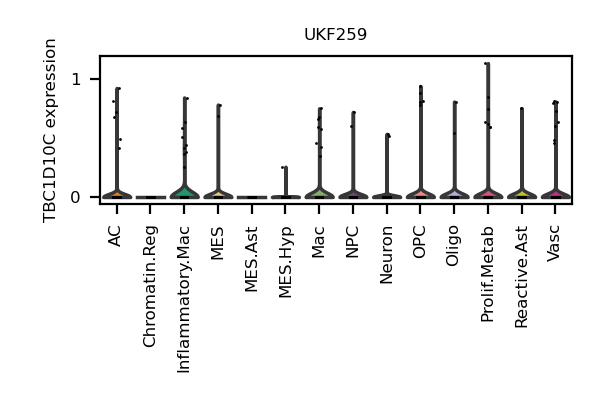 UKF259
TBC1D10C expression
1
0
AC
Chromatin.Reg
Inflammatory.Mac
MES
MES.Ast
MES.Hyp
Mac
NPC
Neuron
OPC
Oligo
Prolif.Metab
Reactive.Ast
Vasc